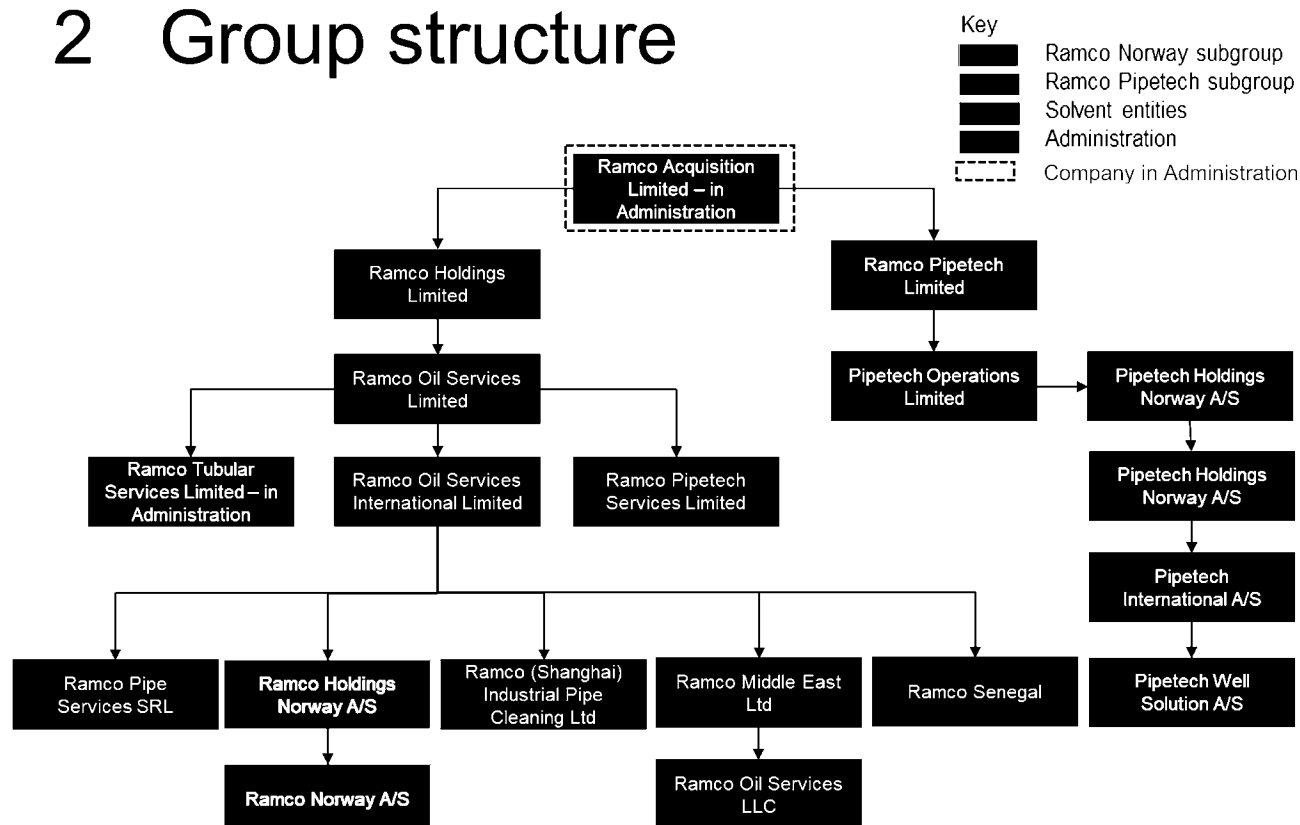 2 Group structure
Key
Ramco Norway subgroup
Ramco Pipetech subgroup
Solvent entities
Administration
Company in Administration
Ramco Acquisition
Limited – in
Administration
Ramco Holdings
Limited
Ramco Pipetech
Limited
Ramco Oil Services
Limited
Pipetech Operations
Limited
Pipetech Holdings
Norway A/S
Ramco Tubular
Services Limited – in
Administration
Ramco Oil Services
International Limited
Ramco Pipetech
Services Limited
Pipetech Holdings
Norway A/S
Pipetech
International A/S
Ramco Pipe
Services SRL
Ramco Holdings
Norway A/S
Ramco (Shanghai)
Industrial Pipe
Cleaning Ltd
Ramco Middle East
Ltd
Ramco Senegal
Pipetech Well
Solution A/S
Ramco Norway A/S
Ramco Oil Services
LLC